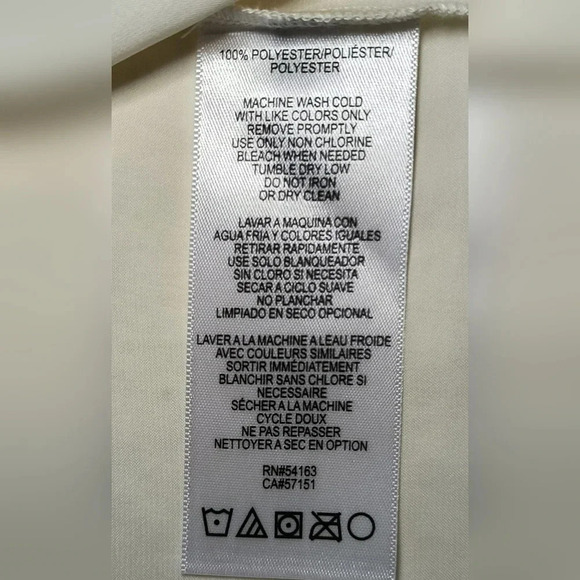 100% POLYESTER/POLIÉSTER/
POLYESTER
MACHINE WASH COLD
WITH LIKE COLORS ONLY
REMOVE PROMPTLY
USE ONLY NON CHLORINE
BLEACH WHEN NEEDED
TUMBLE DRY LOW
DO NOT IRON
OR DRY CLEAN
LAVAR A MAQUINA CON
AGUA FRIA Y COLORES IGUALES
RETIRAR RAPIDAMENTE
USE SOLO BLANQUEADOR
SIN CLORO SI NECESITA
SECAR A CICLO SUAVE
NO PLANCHAR
LIMPIADO EN SECO OPCIONAL
LAVER A LA MACHINE A LEAU FROIDE
AVEC COULEURS SIMILAIRES
SORTIR IMMÉDIATEMENT
BLANCHIR SANS CHLORE SI
NECESSAIRE
SÉCHER A LA MACHINE
CYCLE DOUX
NE PAS REPASSER
NETTOYER A SEC EN OPTION
RN#54163
CA#57151